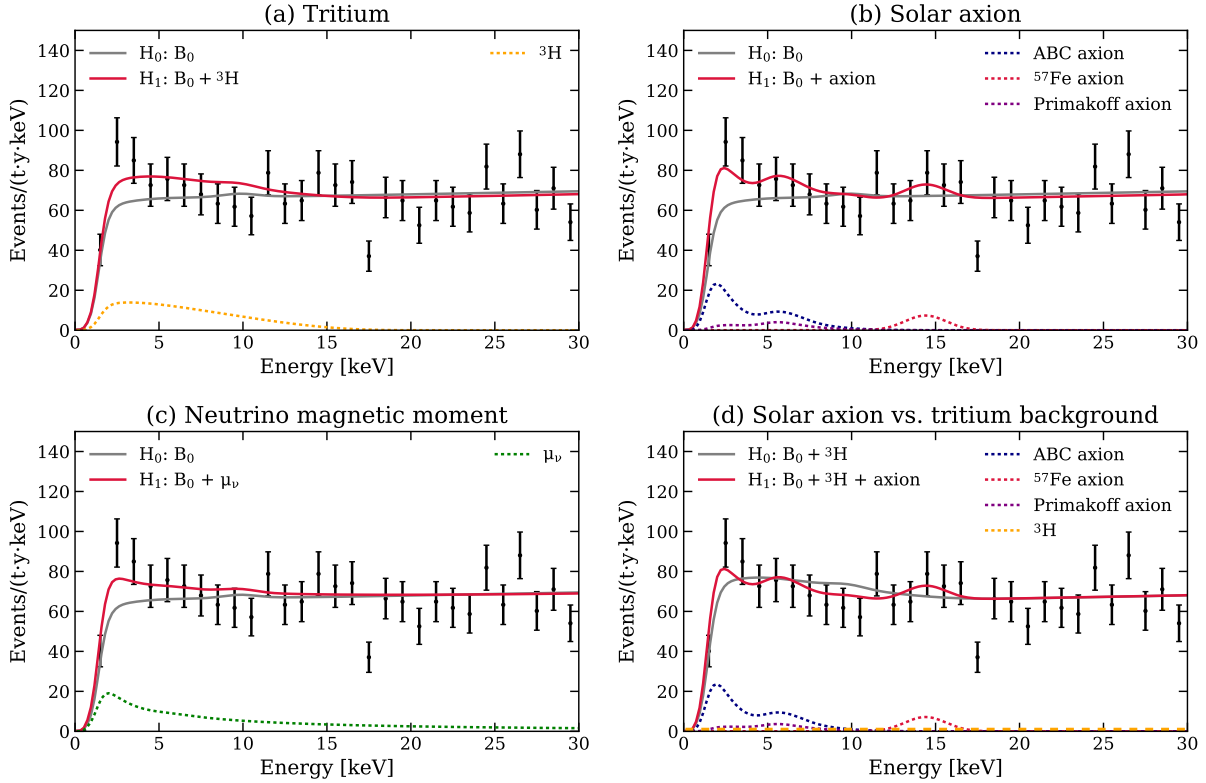 (a) Tritium
Events/(t·y·keV)
140
120
100
80
60
40
20
0
H₀: B₀
H₁: B₀ + ³H
³H
0 5 10 15 20 25 30
Energy [keV]
(b) Solar axion
Events/(t·y·keV)
140
120
100
80
60
40
20
0
H₀: B₀
H₁: B₀ + axion
ABC axion
⁵⁷Fe axion
Primakoff axion
0 5 10 15 20 25 30
Energy [keV]
(c) Neutrino magnetic moment
Events/(t·y·keV)
140
120
100
80
60
40
20
0
H₀: B₀
H₁: B₀ + μᵥ
μᵥ
0 5 10 15 20 25 30
Energy [keV]
(d) Solar axion vs. tritium background
Events/(t·y·keV)
140
120
100
80
60
40
20
0
H₀: B₀ + ³H
H₁: B₀ + ³H + axion
ABC axion
⁵⁷Fe axion
Primakoff axion
³H
0 5 10 15 20 25 30
Energy [keV]